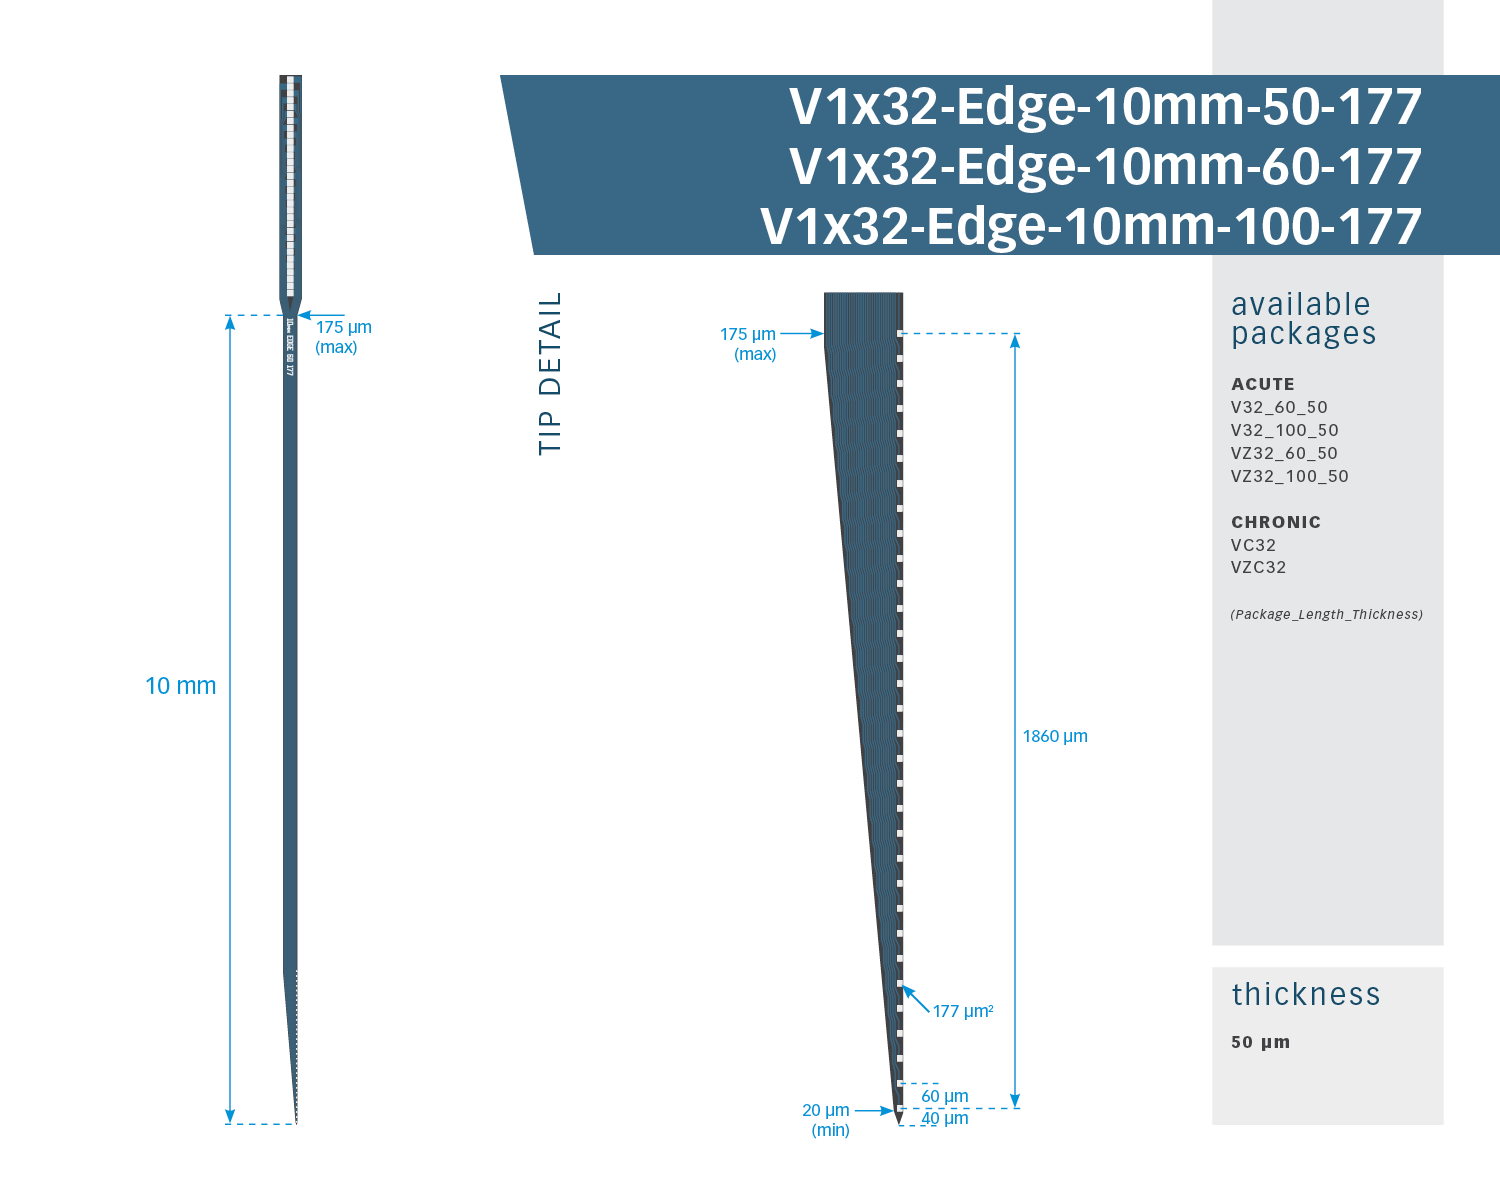 V1x32-Edge-10mm-50-177
V1x32-Edge-10mm-60-177
V1x32-Edge-10mm-100-177
175 µm
(max)
10mm EDGE 60 177
10 mm
TIP DETAIL
175 µm
(max)
1860 µm
177 µm²
60 µm
20 µm
(min)
40 µm
available
packages
ACUTE
V32_60_50
V32_100_50
VZ32_60_50
VZ32_100_50
CHRONIC
VC32
VZC32
(Package_Length_Thickness)
thickness
50 µm